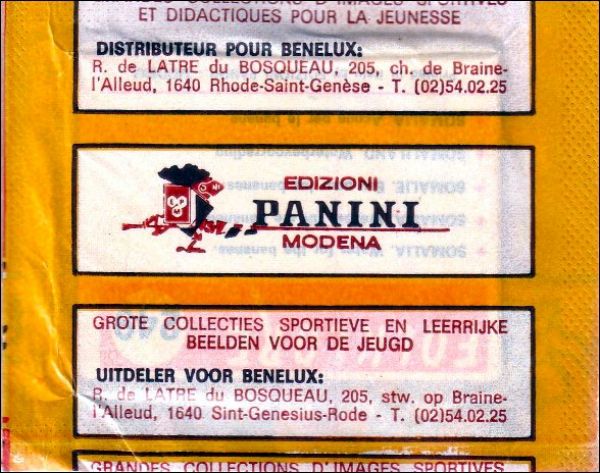 ET DIDACTIQUES POUR LA JEUNESSE
DISTRIBUTEUR POUR BENELUX:
R. de LATRE du BOSQUEAU, 205, ch. de Braine-
l'Alleud, 1640 Rhode-Saint-Genèse - T. (02)54.02.25
EDIZIONI
PANINI
MODENA
GROTE COLLECTIES SPORTIEVE EN LEERRIJKE
BEELDEN VOOR DE JEUGD
UITDELER VOOR BENELUX:
R. de LATRE du BOSQUEAU, 205, stw. op Braine-
l'Alleud, 1640 Sint-Genesius-Rode - T. (02)54.02.25
GRANDES COLLECTIONS D'IMAGES SPORTIVES